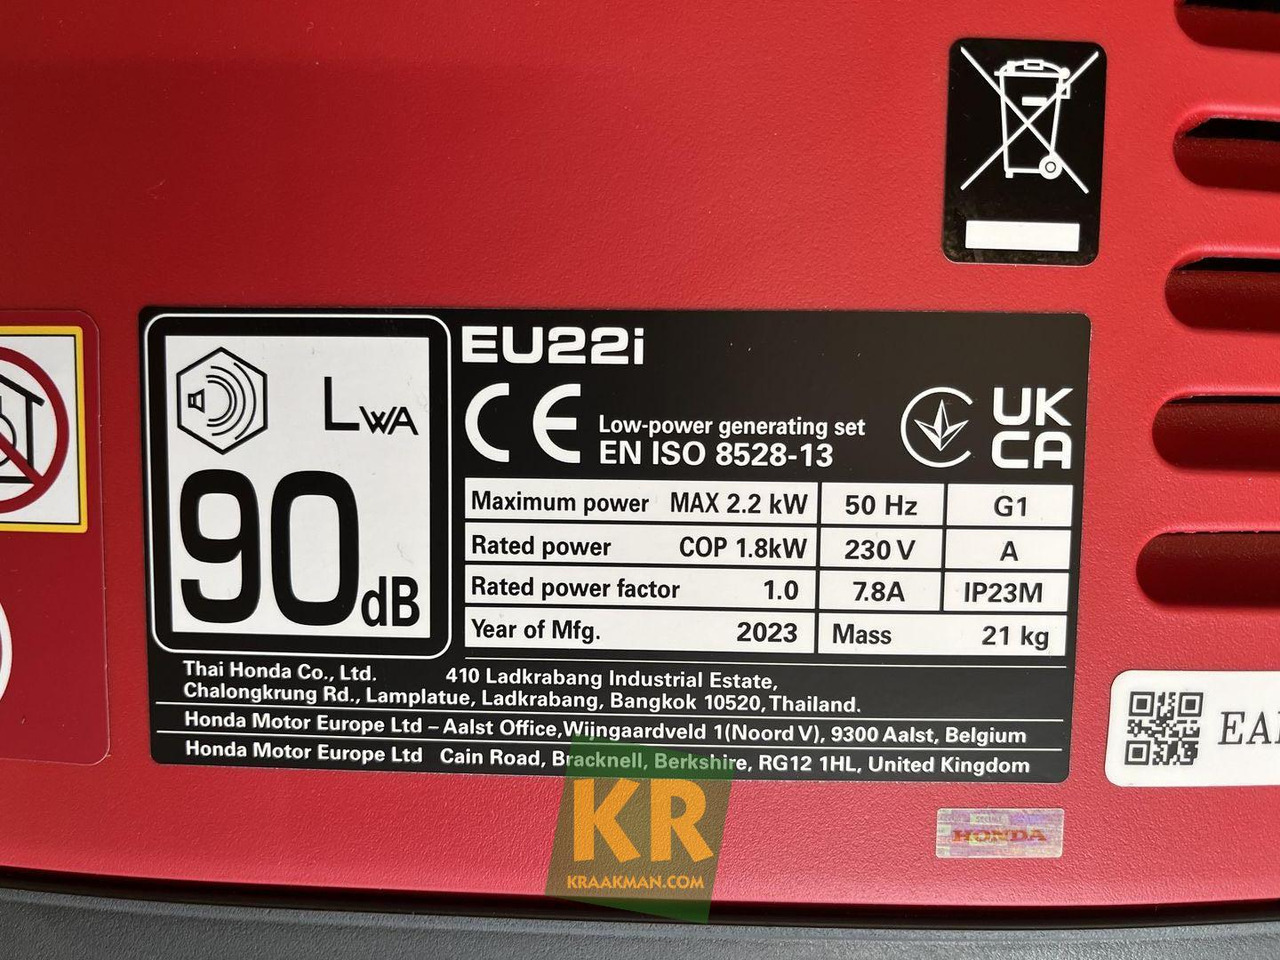 EU22i
LWA
90dB
CE
Low-power generating set
EN ISO 8528-13
UK
CA
Maximum power MAX 2.2 kW 50 Hz G1
Rated power COP 1.8kW 230 V A
Rated power factor 1.0 7.8A IP23M
Year of Mfg. 2023 Mass 21 kg
Thai Honda Co., Ltd. 410 Ladkrabang Industrial Estate,
Chalongkrung Rd., Lamplatue, Ladkrabang, Bangkok 10520, Thailand.
Honda Motor Europe Ltd – Aalst Office, Wijngaardveld 1(Noord V), 9300 Aalst, Belgium
Honda Motor Europe Ltd Cain Road, Bracknell, Berkshire, RG12 1HL, United Kingdom
HONDA
KR
KRAAKMAN.COM